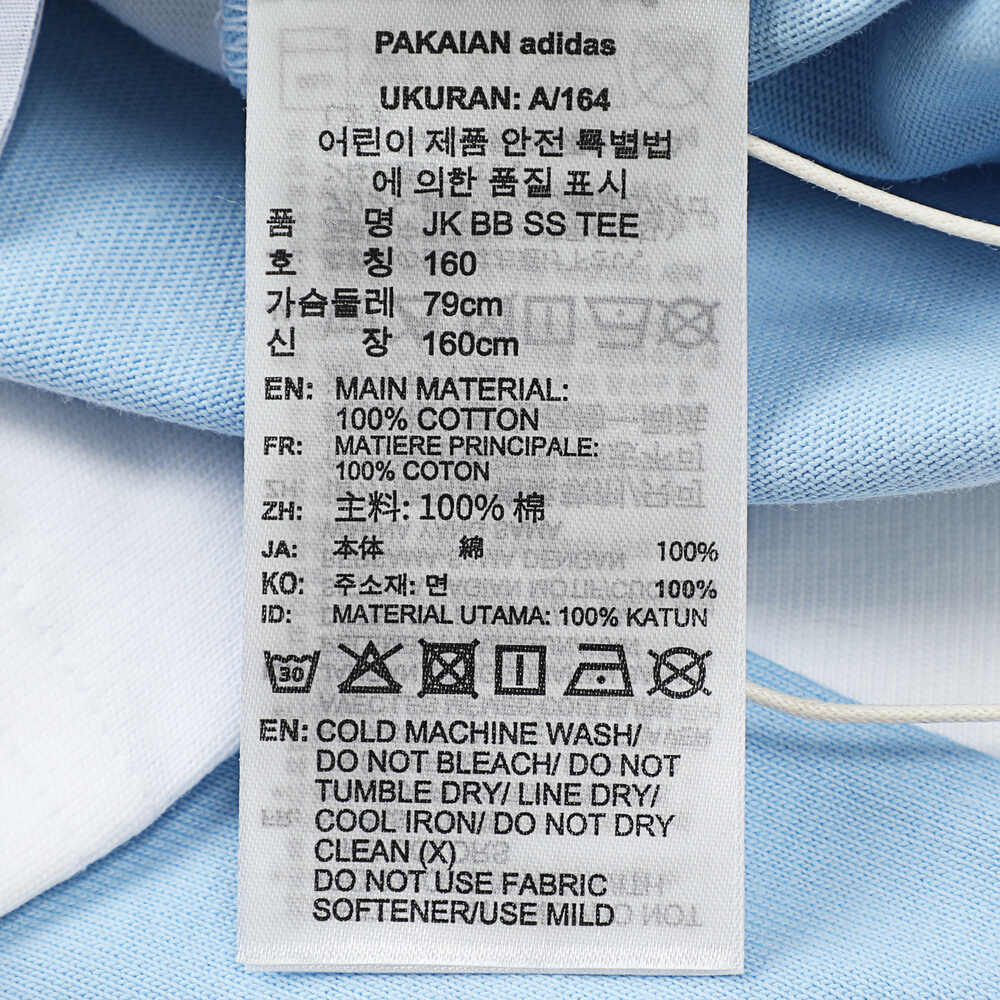 PAKAIAN adidas
UKURAN: A/164
어린이 제품 안전 특별법
에 의한 품질 표시
품 명 JK BB SS TEE
호 칭 160
가슴둘레 79cm
신 장 160cm
EN: MAIN MATERIAL:
100% COTTON
FR: MATIERE PRINCIPALE:
100% COTON
ZH: 主料: 100% 棉
JA: 本体 綿 100%
KO: 주소재: 면 100%
ID: MATERIAL UTAMA: 100% KATUN
30
EN: COLD MACHINE WASH/
DO NOT BLEACH/ DO NOT
TUMBLE DRY/ LINE DRY/
COOL IRON/ DO NOT DRY
CLEAN (X)
DO NOT USE FABRIC
SOFTENER/USE MILD